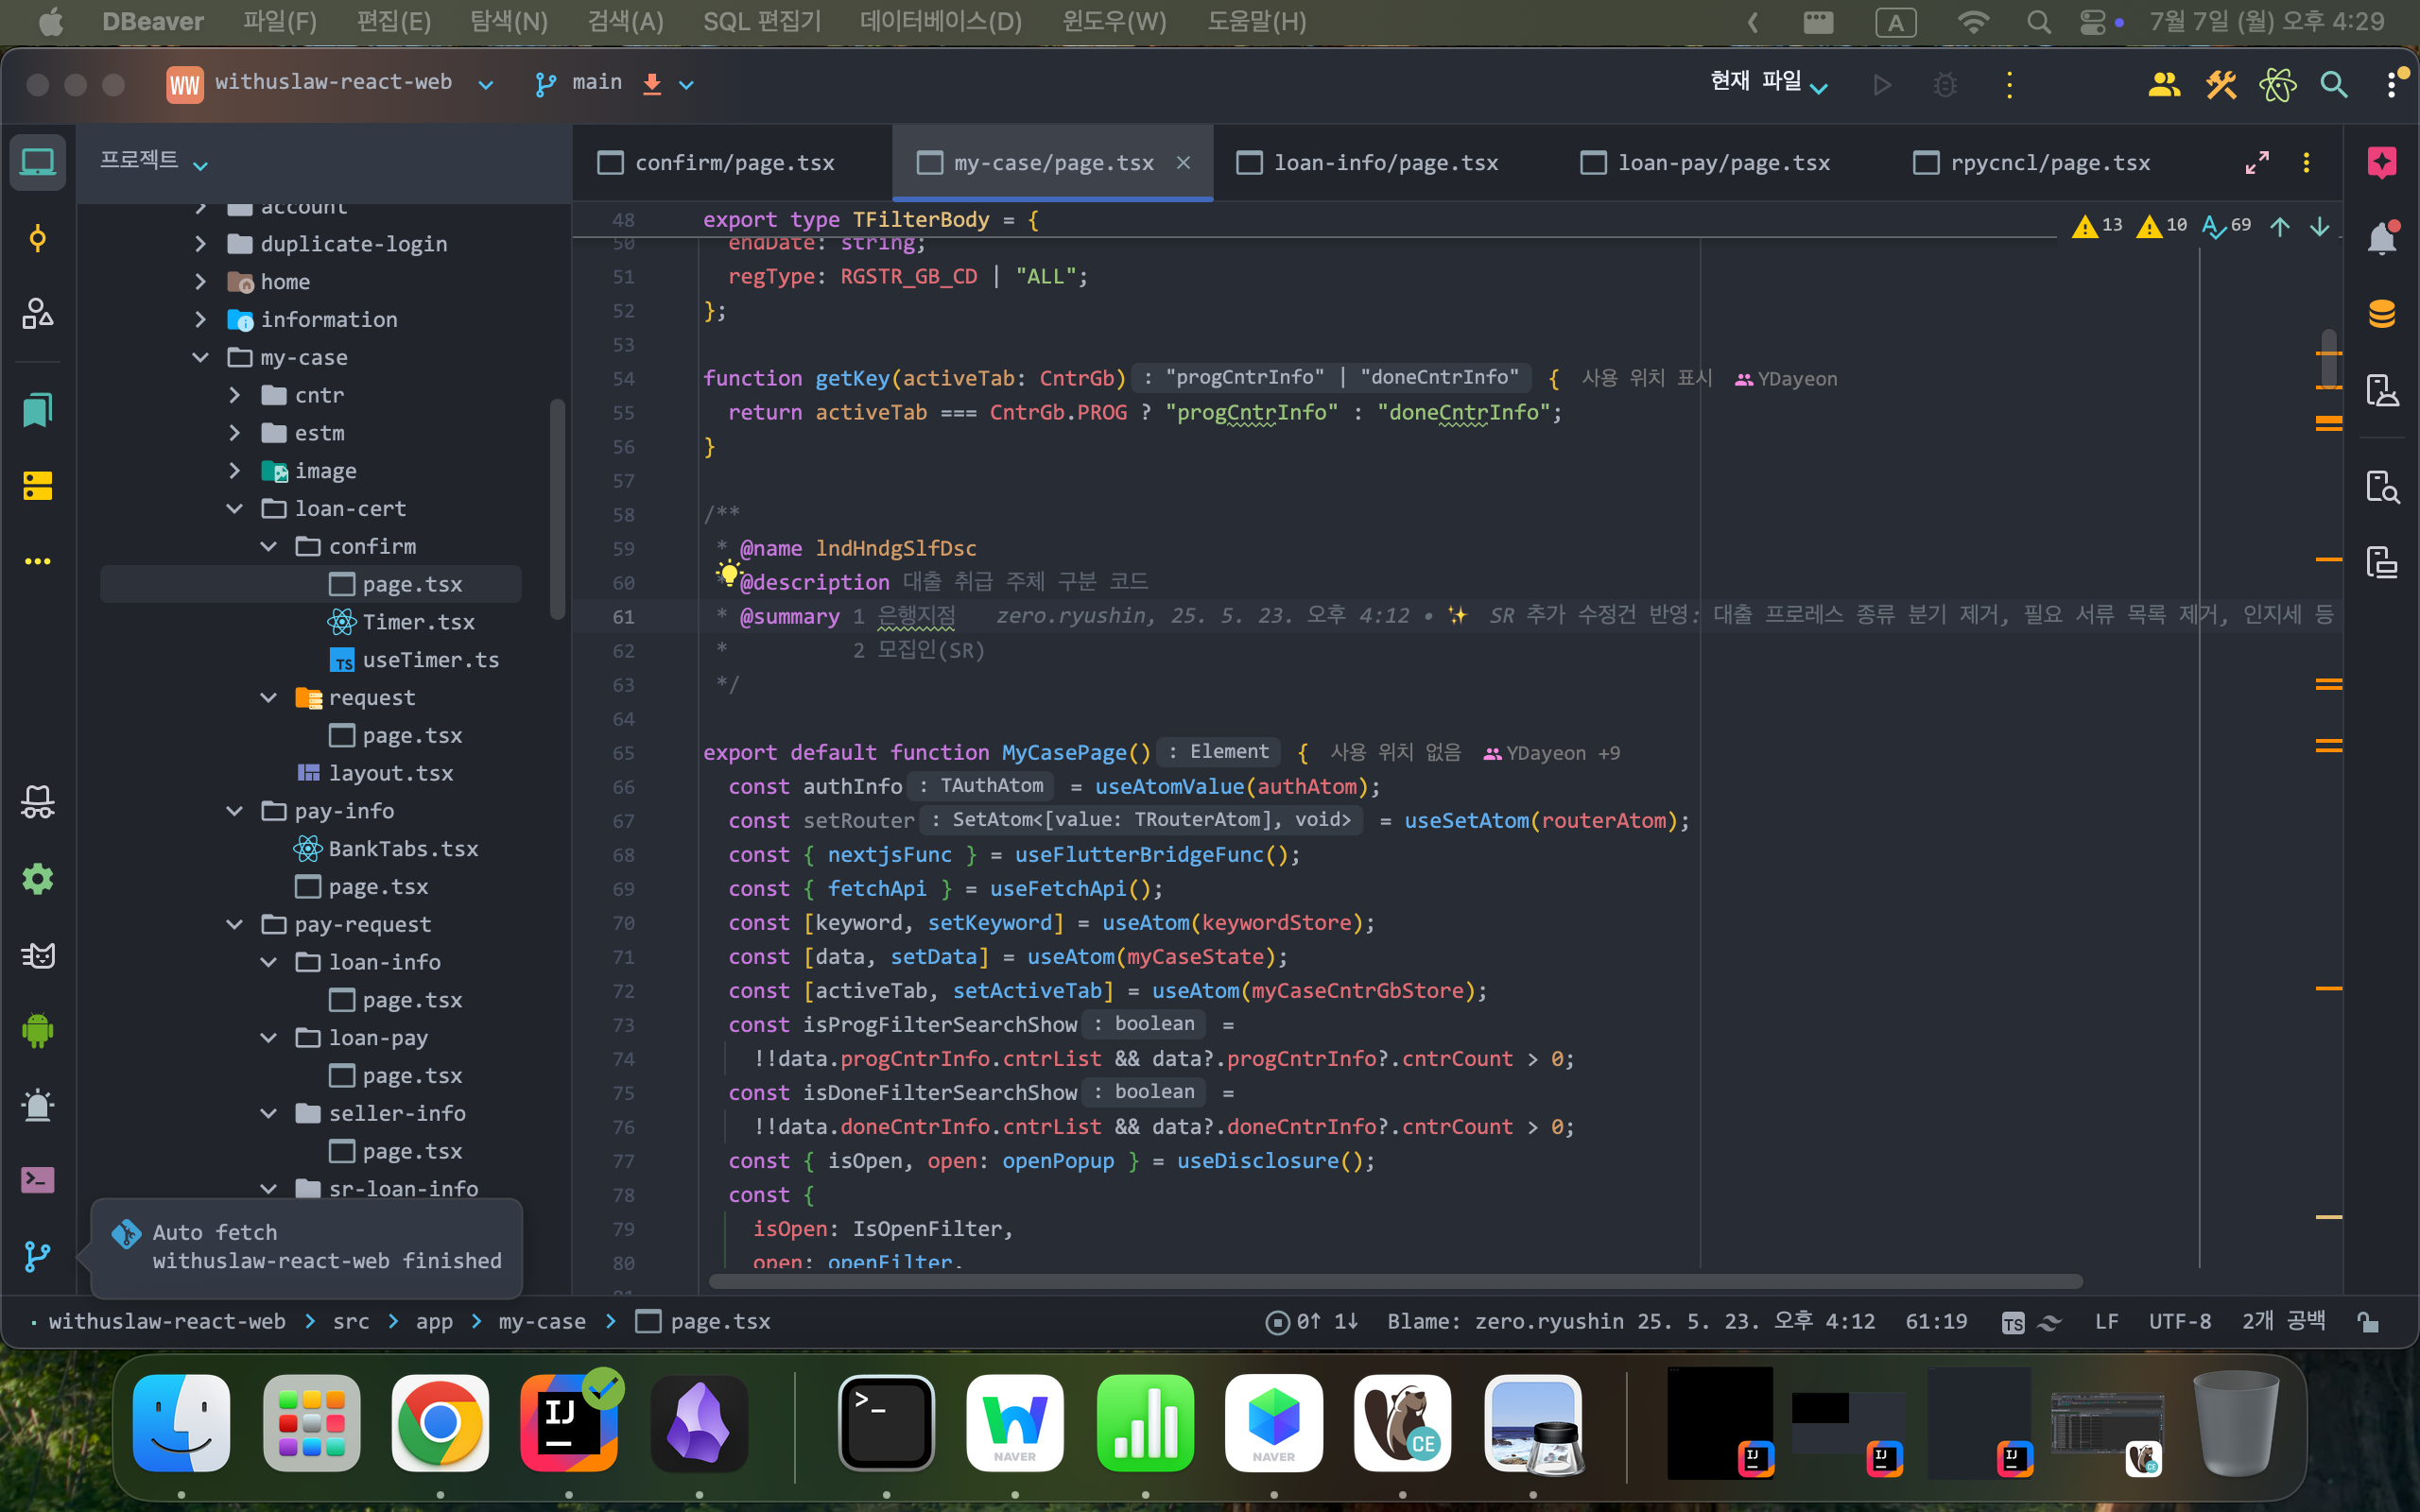 DBeaver 파일(F) 편집(E) 탐색(N) 검색(A) SQL 편집기 데이터베이스(D) 윈도우(W) 도움말(H) A 7월 7일 (월) 오후 4:29
WW withuslaw-react-web main 현재 파일
프로젝트
confirm/page.tsx my-case/page.tsx loan-info/page.tsx loan-pay/page.tsx rpycncl/page.tsx
account
duplicate-login
home
information
my-case
cntr
estm
image
loan-cert
confirm
page.tsx
Timer.tsx
TS useTimer.ts
request
page.tsx
layout.tsx
pay-info
BankTabs.tsx
page.tsx
pay-request
loan-info
page.tsx
loan-pay
page.tsx
seller-info
page.tsx
sr-loan-info
Auto fetch
withuslaw-react-web finished
13 10 69
48 export type TFilterBody = {
50 endDate: string;
51 regType: RGSTR_GB_CD | "ALL";
52 };
53
54 function getKey(activeTab: CntrGb) : "progCntrInfo" | "doneCntrInfo" { 사용 위치 표시 YDayeon
55 return activeTab === CntrGb.PROG ? "progCntrInfo" : "doneCntrInfo";
56 }
57
58 /**
59 * @name lndHndgSlfDsc
60 * @description 대출 취급 주체 구분 코드
61 * @summary 1 은행지점 zero.ryushin, 25. 5. 23. 오후 4:12 • ✨ SR 추가 수정건 반영: 대출 프로레스 종류 분기 제거, 필요 서류 목록 제거, 인지세 등
62 * 2 모집인(SR)
63 */
64
65 export default function MyCasePage() : Element { 사용 위치 없음 YDayeon +9
66 const authInfo : TAuthAtom = useAtomValue(authAtom);
67 const setRouter : SetAtom<[value: TRouterAtom], void> = useSetAtom(routerAtom);
68 const { nextjsFunc } = useFlutterBridgeFunc();
69 const { fetchApi } = useFetchApi();
70 const [keyword, setKeyword] = useAtom(keywordStore);
71 const [data, setData] = useAtom(myCaseState);
72 const [activeTab, setActiveTab] = useAtom(myCaseCntrGbStore);
73 const isProgFilterSearchShow : boolean =
74 !!data.progCntrInfo.cntrList && data?.progCntrInfo?.cntrCount > 0;
75 const isDoneFilterSearchShow : boolean =
76 !!data.doneCntrInfo.cntrList && data?.doneCntrInfo?.cntrCount > 0;
77 const { isOpen, open: openPopup } = useDisclosure();
78 const {
79 isOpen: IsOpenFilter,
80 open: openFilter,
withuslaw-react-web > src > app > my-case > page.tsx 0↑ 1↓ Blame: zero.ryushin 25. 5. 23. 오후 4:12 61:19 TS LF UTF-8 2개 공백
IJ >_ NAVER NAVER CE IJ IJ IJ